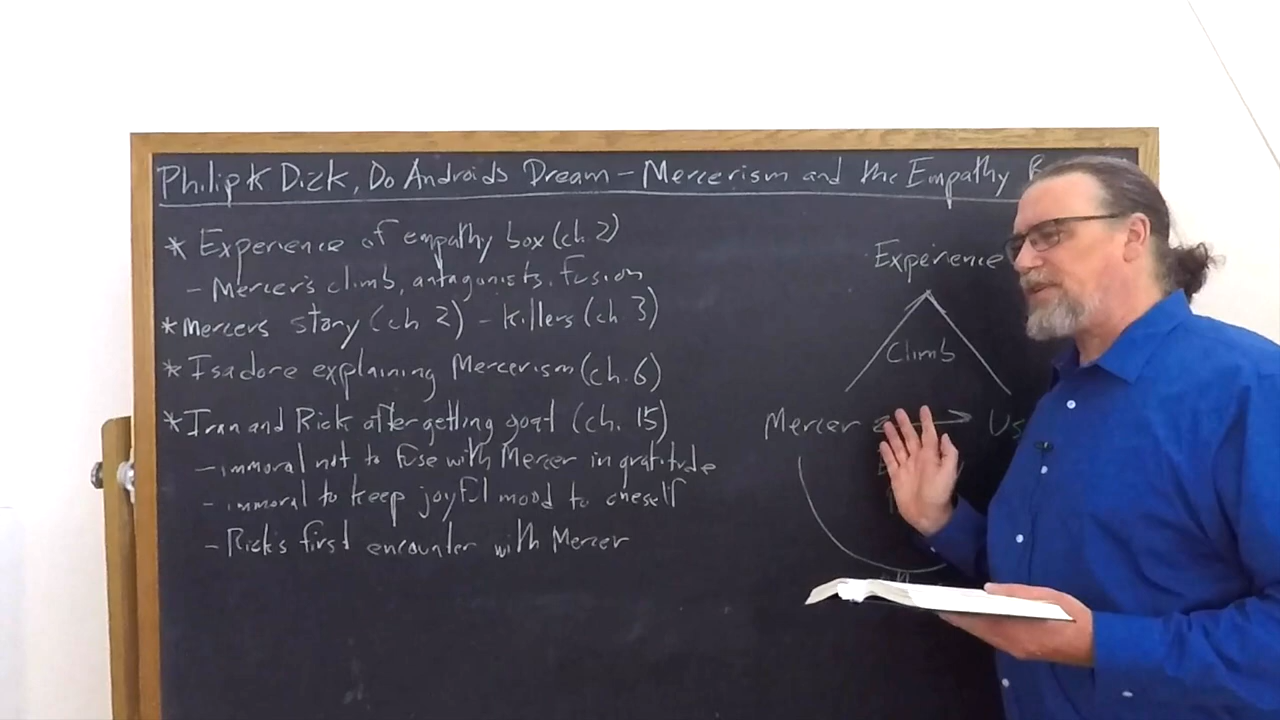 Philip K Dick, Do Androids Dream - Mercerism and the Empathy
* Experience of empathy box (ch. 2)
- Mercer's climb, antagonists, fusion
* Mercers story (ch 2) - killers (ch 3)
* Isadore explaining Mercerism (ch. 6)
* Iran and Rick after getting goat (ch. 15)
- immoral not to fuse with Mercer in gratitude
- immoral to keep joyful mood to oneself
- Rick's first encounter with Mercer
Experience
Climb
Mercer
Us